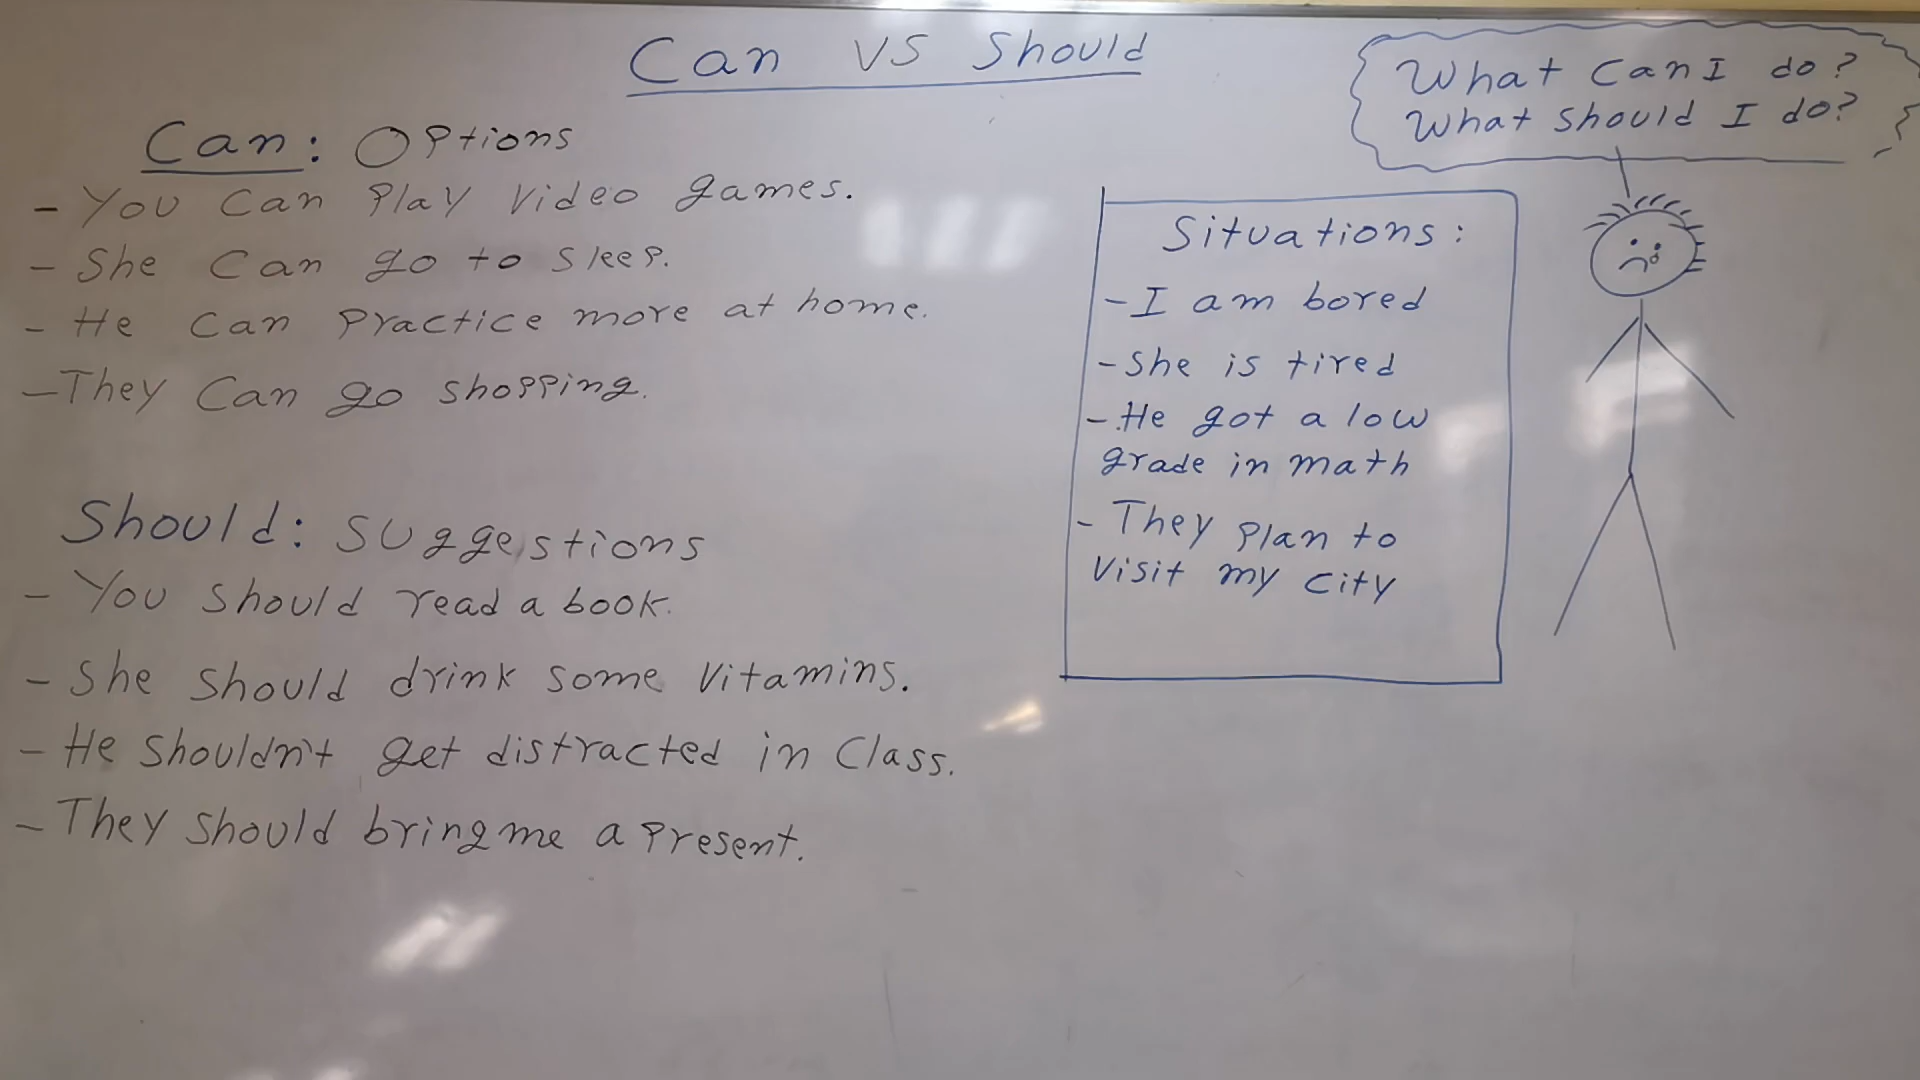 Can VS Should
What Can I do?
What should I do?
Can: Options
- You Can Play Video games.
- She Can go to Sleep.
- He Can Practice more at home.
- They Can go shopping.
Should: Suggestions
- You should read a book.
- She should drink some Vitamins.
- He shouldn't get distracted in Class.
- They should bring me a Present.
Situations:
- I am bored
- She is tired
- He got a low
grade in math
- They Plan to
Visit my City